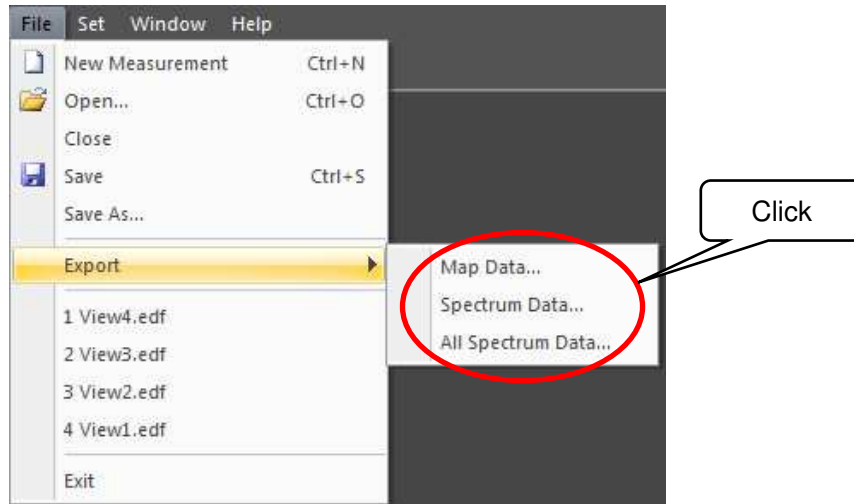 File Set Window Help
New Measurement Ctrl+N
Open... Ctrl+O
Close
Save Ctrl+S
Save As...
Export
Map Data...
Spectrum Data...
All Spectrum Data...
Click
1 View4.edf
2 View3.edf
3 View2.edf
4 View1.edf
Exit